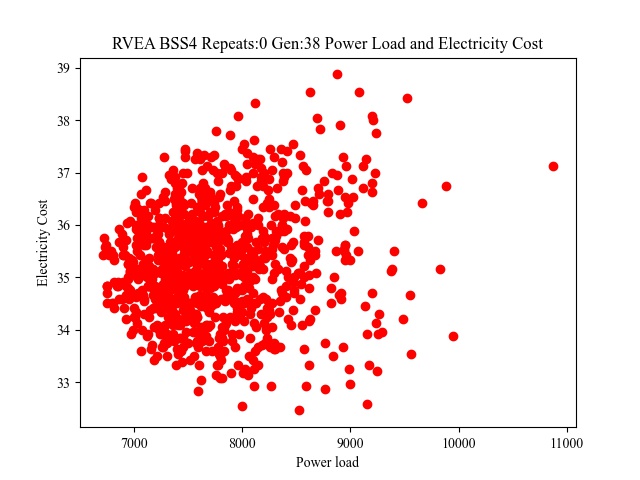 RVEA BSS4 Repeats:0 Gen:38 Power Load and Electricity Cost
39
38
37
36
35
34
33
Electricity Cost
7000 8000 9000 10000 11000
Power load